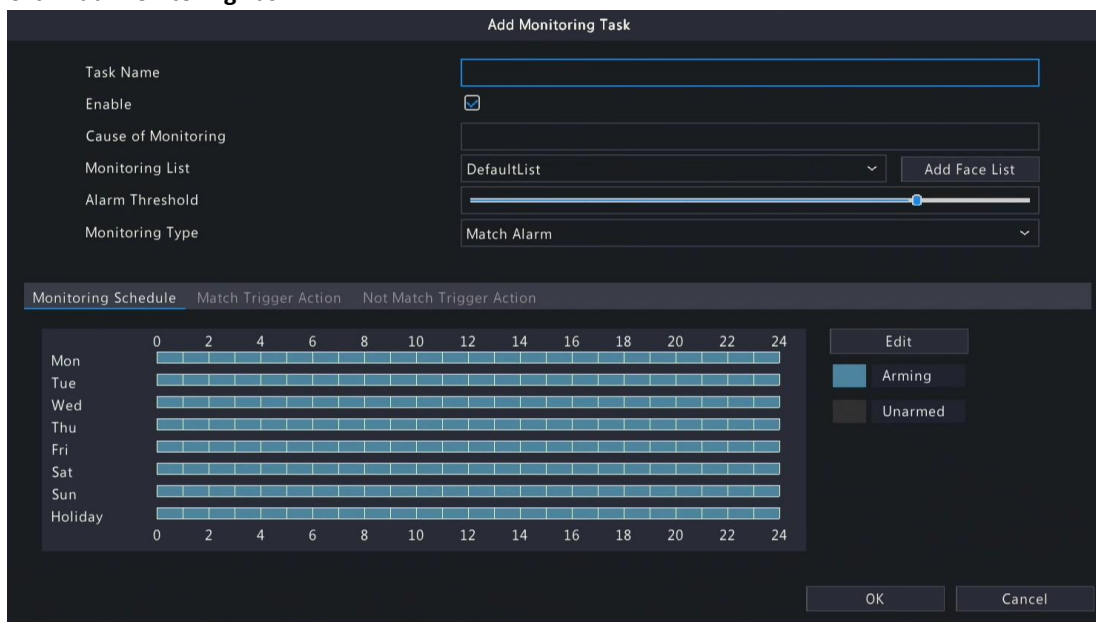 Add Monitoring Task
Task Name
Enable
Cause of Monitoring
Monitoring List DefaultList Add Face List
Alarm Threshold
Monitoring Type Match Alarm
Monitoring Schedule Match Trigger Action Not Match Trigger Action
0 2 4 6 8 10 12 14 16 18 20 22 24 Edit
Mon
Tue Arming
Wed
Thu Unarmed
Fri
Sat
Sun
Holiday
0 2 4 6 8 10 12 14 16 18 20 22 24
OK Cancel